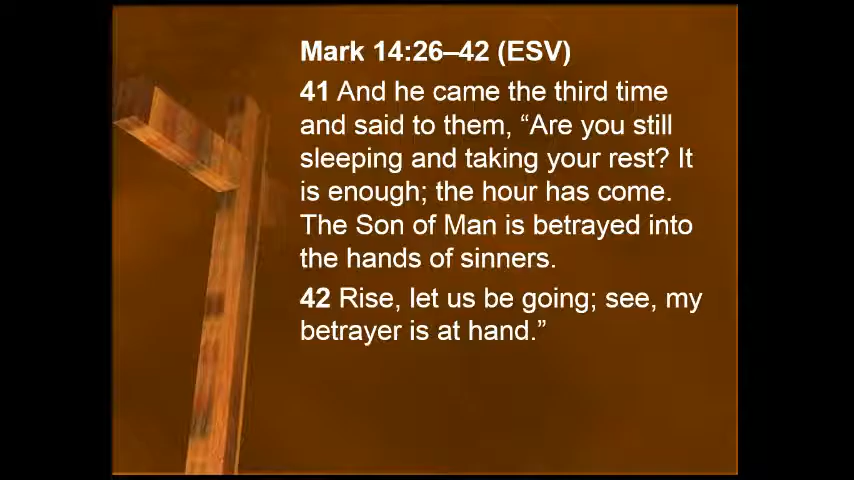 Mark 14:26–42 (ESV)
41 And he came the third time
and said to them, “Are you still
sleeping and taking your rest? It
is enough; the hour has come.
The Son of Man is betrayed into
the hands of sinners.
42 Rise, let us be going; see, my
betrayer is at hand.”